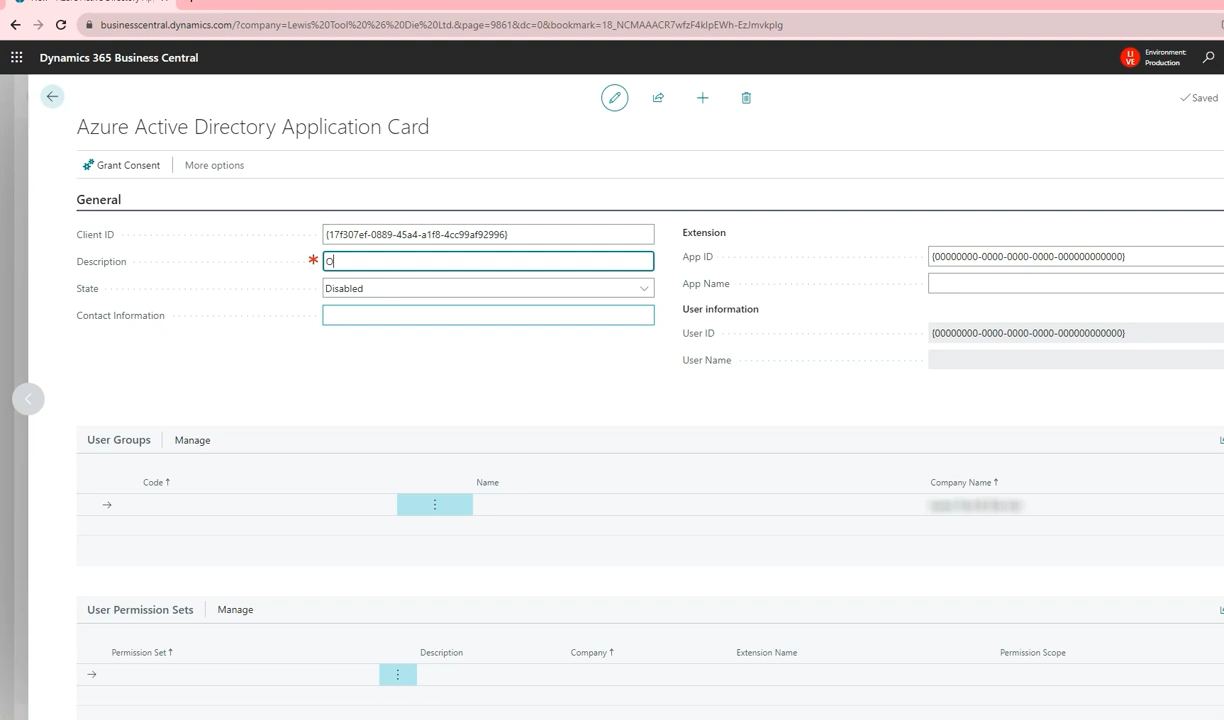 businesscentral.dynamics.com/?company=Lewis%20Tool%20%26%20Die%20Ltd.&page=9861&dc=0&bookmark=18_NCMAAACR7wfzF4kIpEWh-EzJmvkpIg
Dynamics 365 Business Central
LI
VE
Environment:
Production
Saved
Azure Active Directory Application Card
Grant Consent
More options
General
Client ID
{17f307ef-0889-45a4-a1f8-4cc99af92996}
Description
* O
State
Disabled
Contact Information
Extension
App ID
{00000000-0000-0000-0000-000000000000}
App Name
User information
User ID
{00000000-0000-0000-0000-000000000000}
User Name
User Groups
Manage
Code ↑
Name
Company Name ↑
User Permission Sets
Manage
Permission Set ↑
Description
Company ↑
Extension Name
Permission Scope